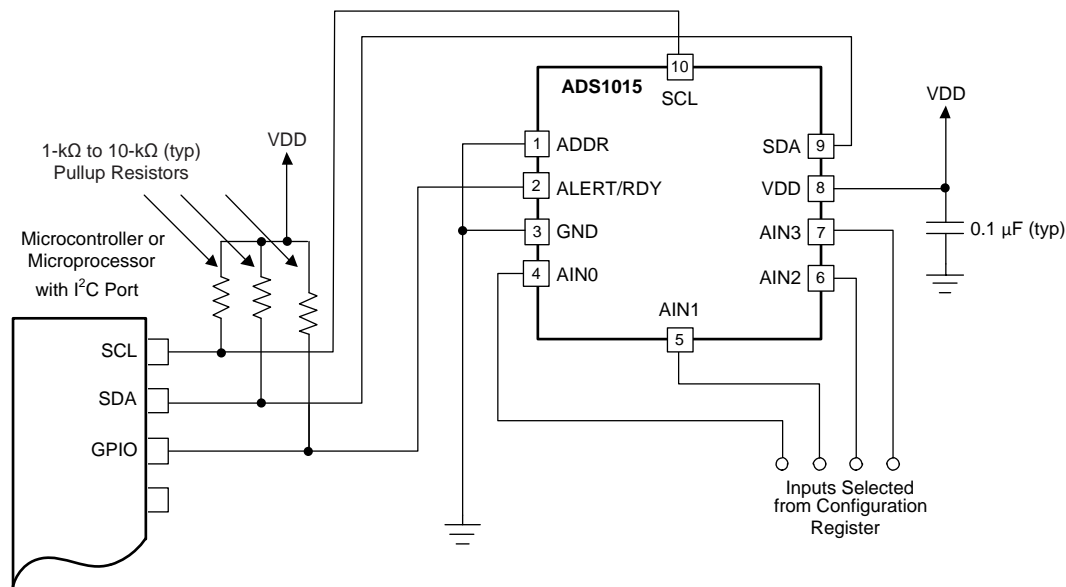 10
ADS1015
SCL
VDD
VDD
1-kΩ to 10-kΩ (typ)
Pullup Resistors
1
ADDR
SDA
9
2
ALERT/RDY
VDD
8
3
GND
AIN3
7
0.1 µF (typ)
Microcontroller or
Microprocessor
with I²C Port
4
AIN0
AIN2
6
AIN1
5
SCL
SDA
GPIO
Inputs Selected
from Configuration
Register